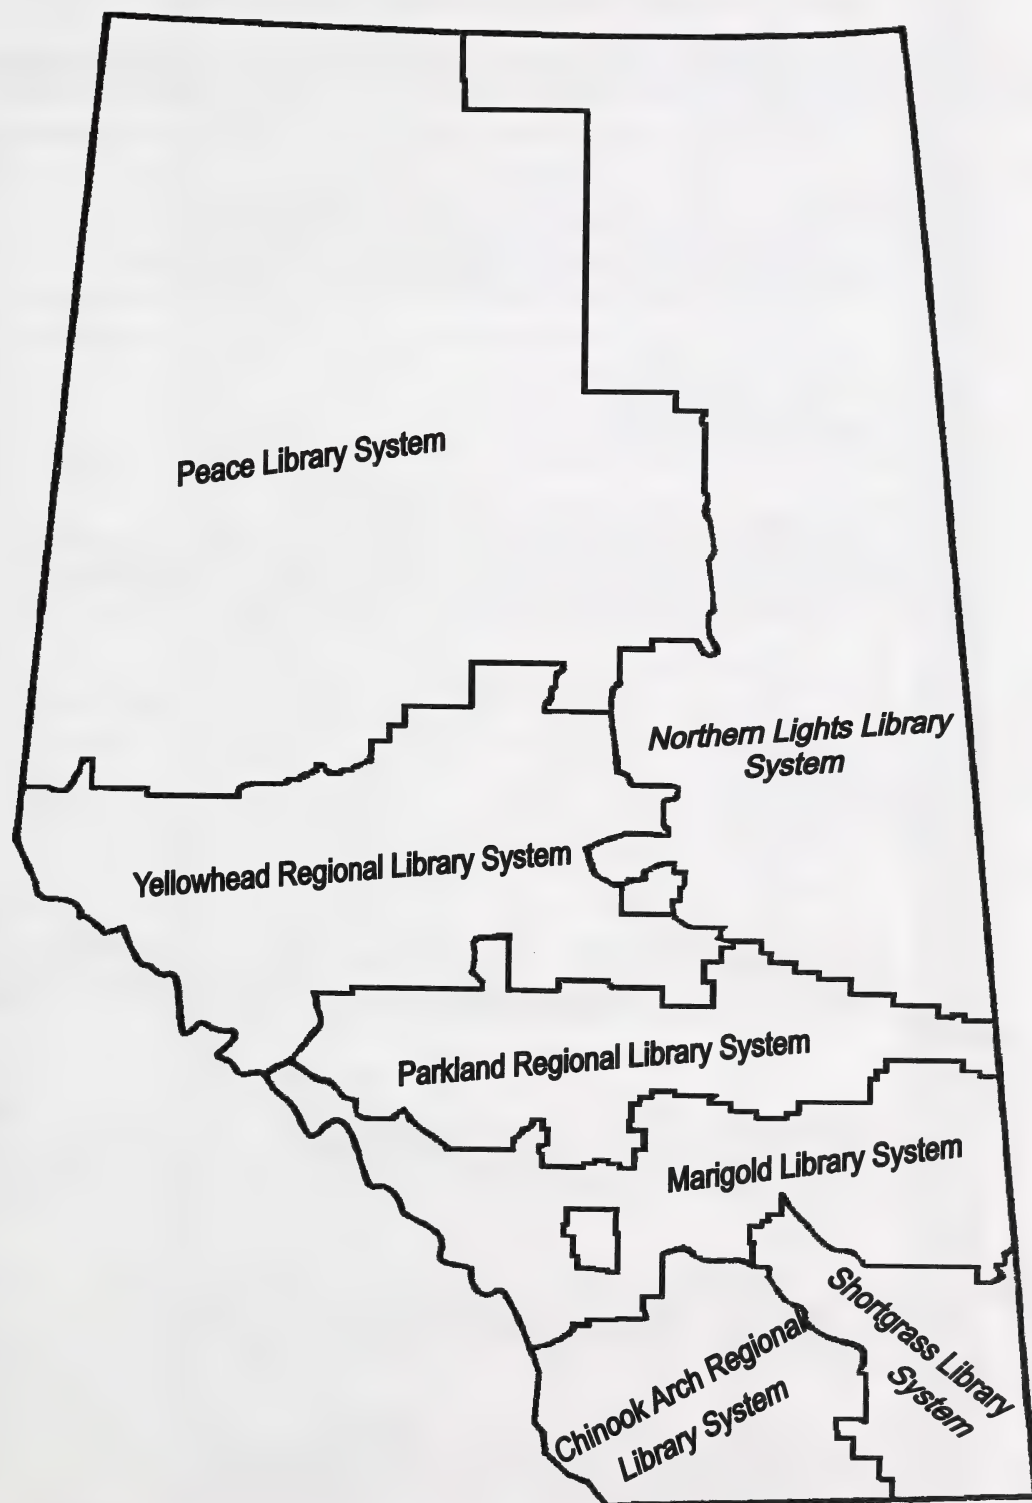 Peace Library System
Northern Lights Library
System
Yellowhead Regional Library System
Parkland Regional Library System
Marigold Library System
Shortgrass Library
System
Chinook Arch Regional
Library System